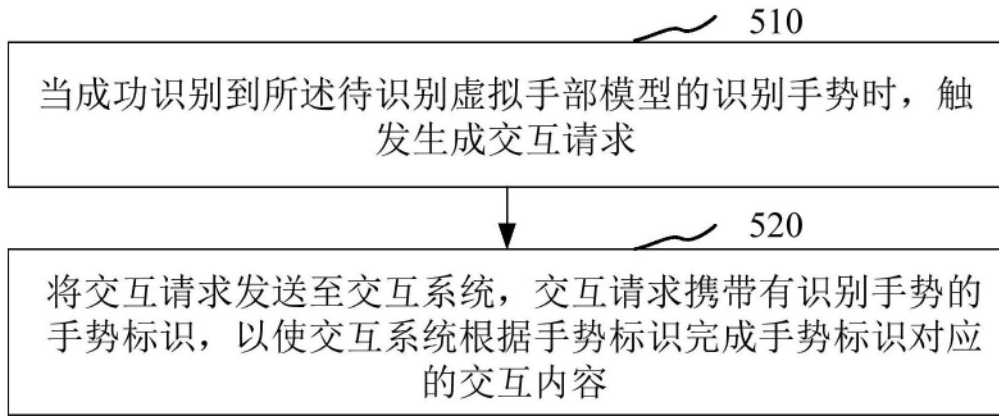 510
当成功识别到所述待识别虚拟手部模型的识别手势时，触
发生成交互请求
520
将交互请求发送至交互系统，交互请求携带有识别手势的
手势标识，以使交互系统根据手势标识完成手势标识对应
的交互内容